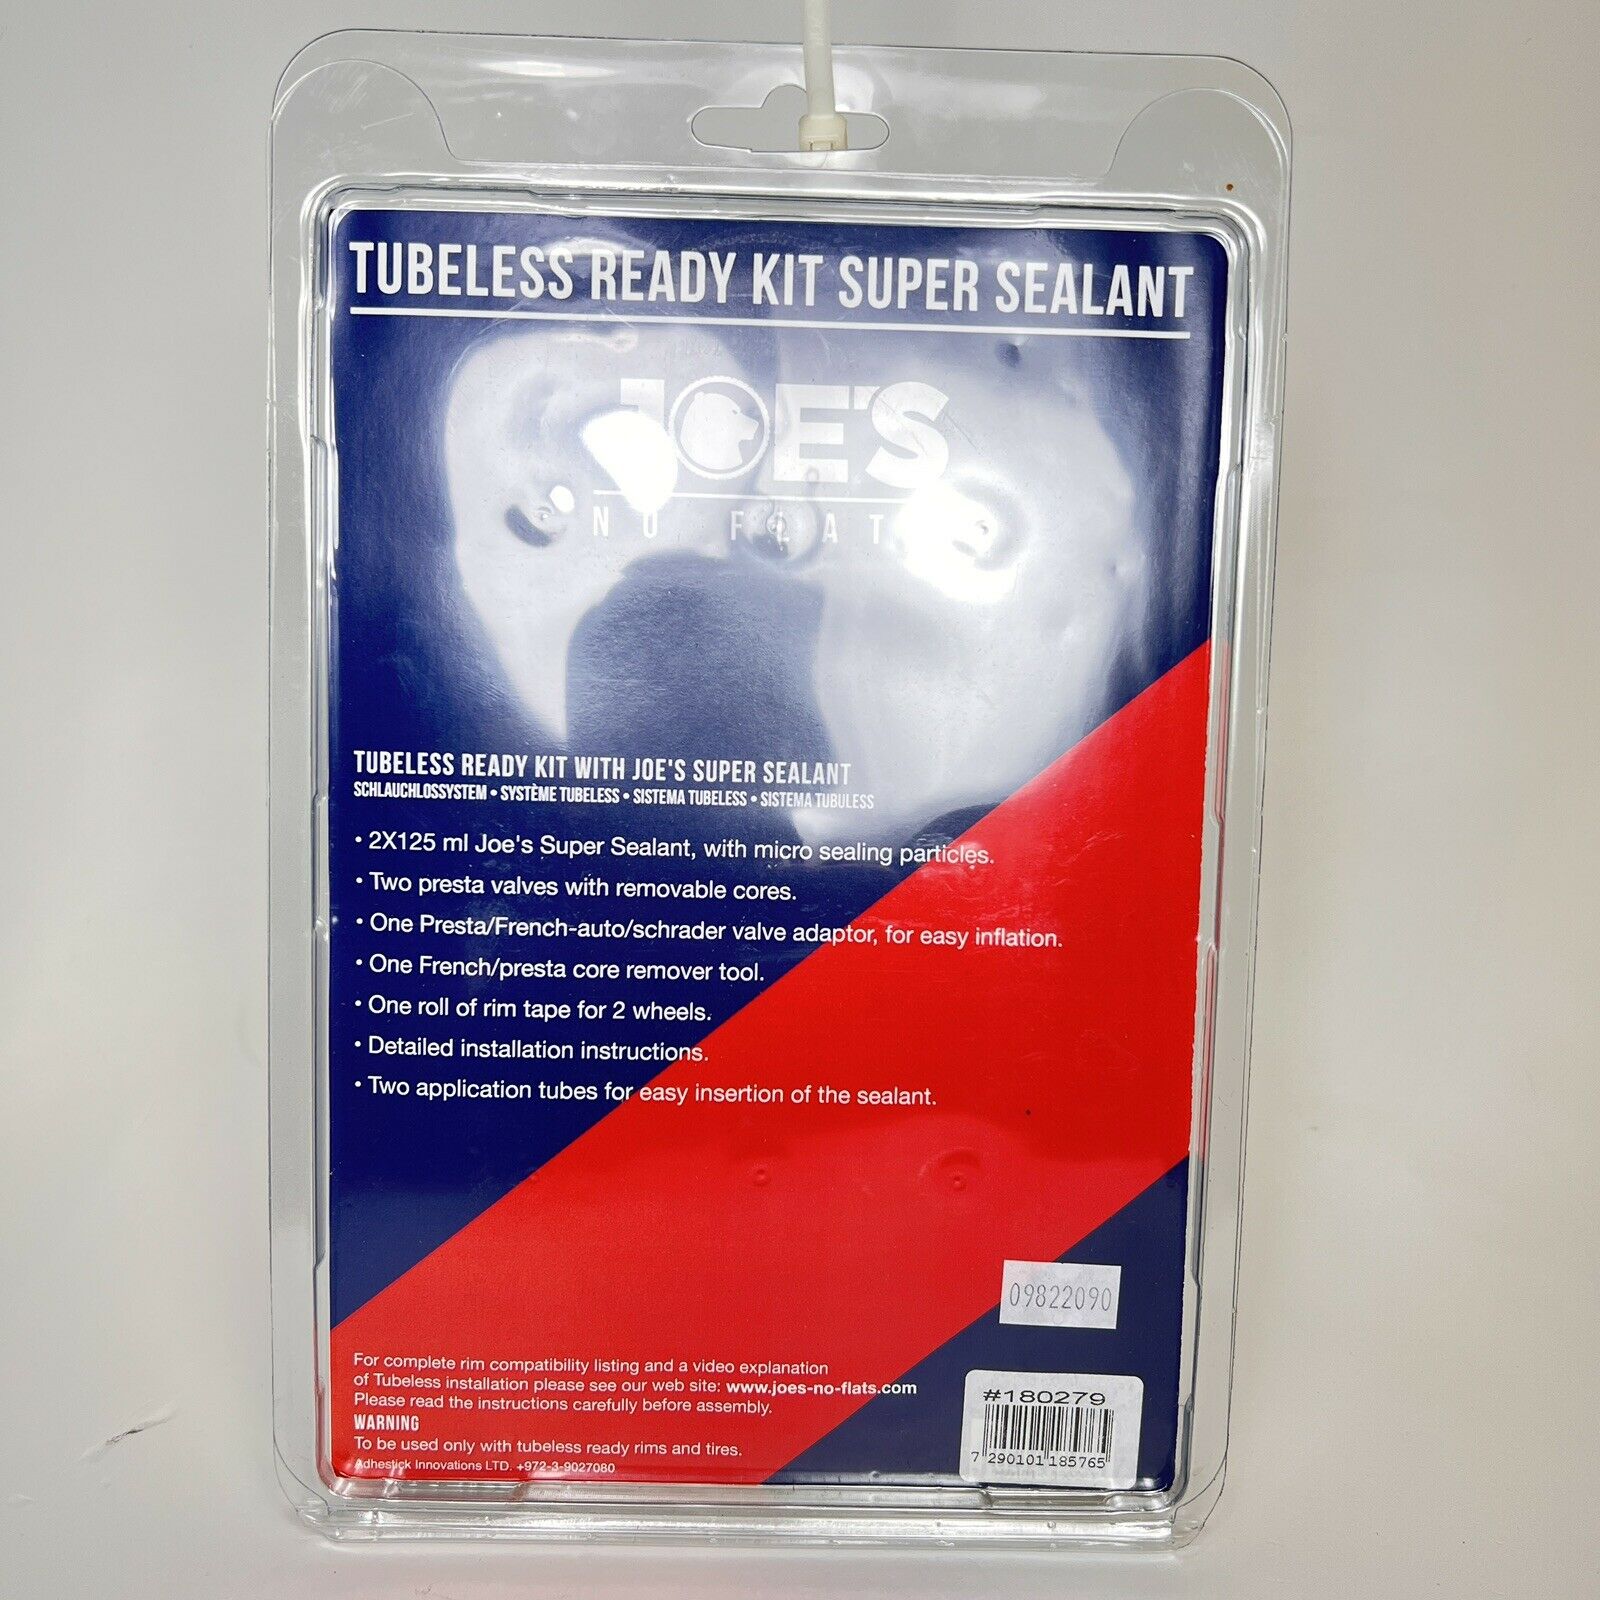 TUBELESS READY KIT SUPER SEALANT
JOE'S
NO FLAT
TUBELESS READY KIT WITH JOE'S SUPER SEALANT
SCHLAUCHLOSSYSTEM • SYSTÈME TUBELESS • SISTEMA TUBELESS • SISTEMA TUBULESS
• 2X125 ml Joe's Super Sealant, with micro sealing particles.
• Two presta valves with removable cores.
• One Presta/French-auto/schrader valve adaptor, for easy inflation.
• One French/presta core remover tool.
• One roll of rim tape for 2 wheels.
• Detailed installation instructions.
• Two application tubes for easy insertion of the sealant.
09822090
For complete rim compatibility listing and a video explanation
of Tubeless installation please see our web site: www.joes-no-flats.com
Please read the instructions carefully before assembly.
WARNING
To be used only with tubeless ready rims and tires.
Adhestick Innovations LTD. +972-3-9027080
#180279
7 290101 185765